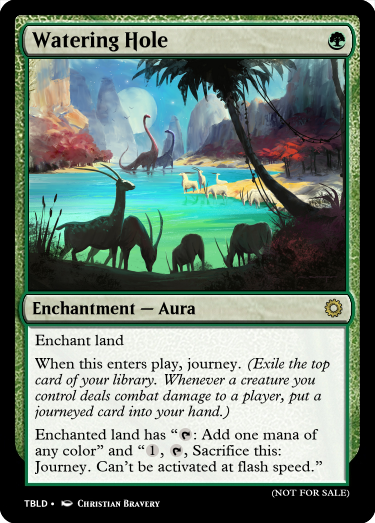 Watering Hole
Enchantment — Aura
Enchant land
When this enters play, journey. (Exile the top
card of your library. Whenever a creature you
control deals combat damage to a player, put a
journeyed card into your hand.)
Enchanted land has “: Add one mana of
any color” and “1, , Sacrifice this:
Journey. Can’t be activated at flash speed.”
(NOT FOR SALE)
TBLD • Christian Bravery